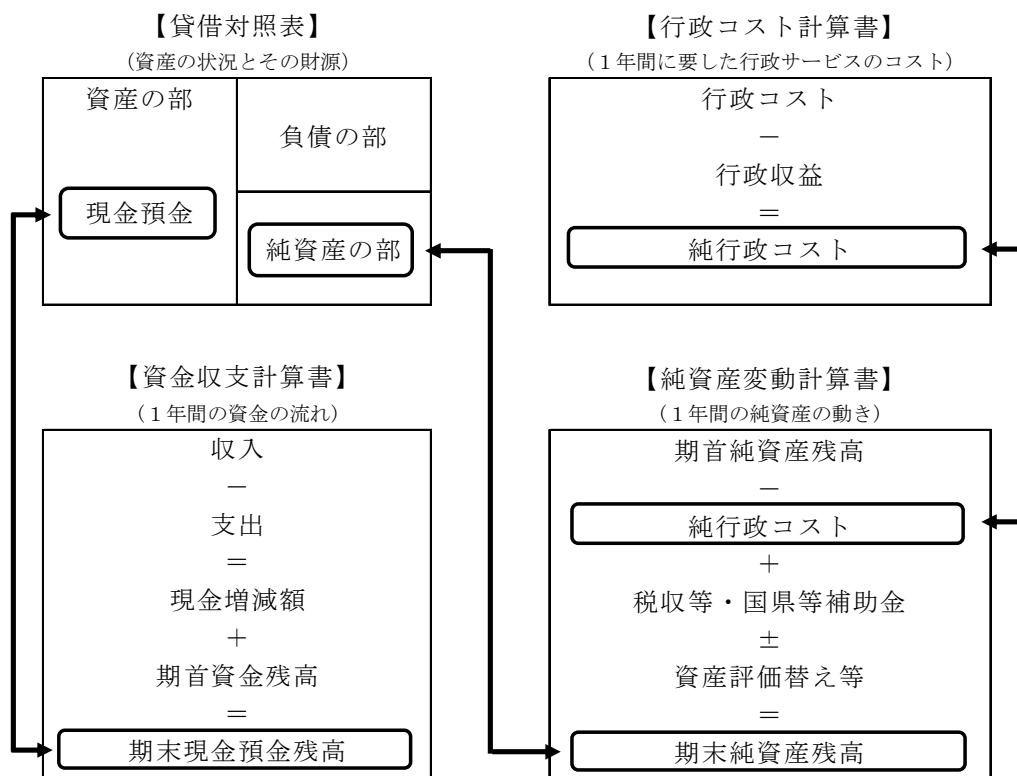 【貸借対照表】
(資産の状況とその財源)
資産の部
負債の部
現金預金
純資産の部
【行政コスト計算書】
(1年間に要した行政サービスのコスト)
行政コスト
－
行政収益
＝
純行政コスト
【資金収支計算書】
(1年間の資金の流れ)
収入
－
支出
＝
現金増減額
＋
期首資金残高
＝
期末現金預金残高
【純資産変動計算書】
(1年間の純資産の動き)
期首純資産残高
－
純行政コスト
＋
税収等・国県等補助金
±
資産評価替え等
＝
期末純資産残高